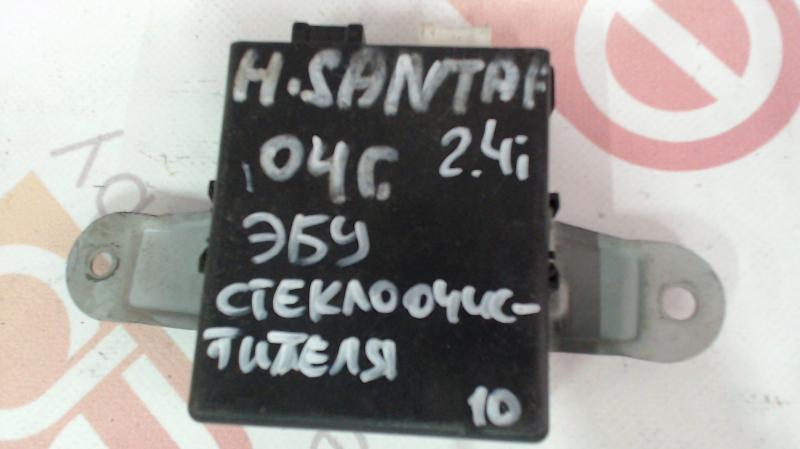 H.SANTAF
04г. 2.4i
ЭБУ
СТЕКЛООЧИС-
ТИТЕЛЯ
10